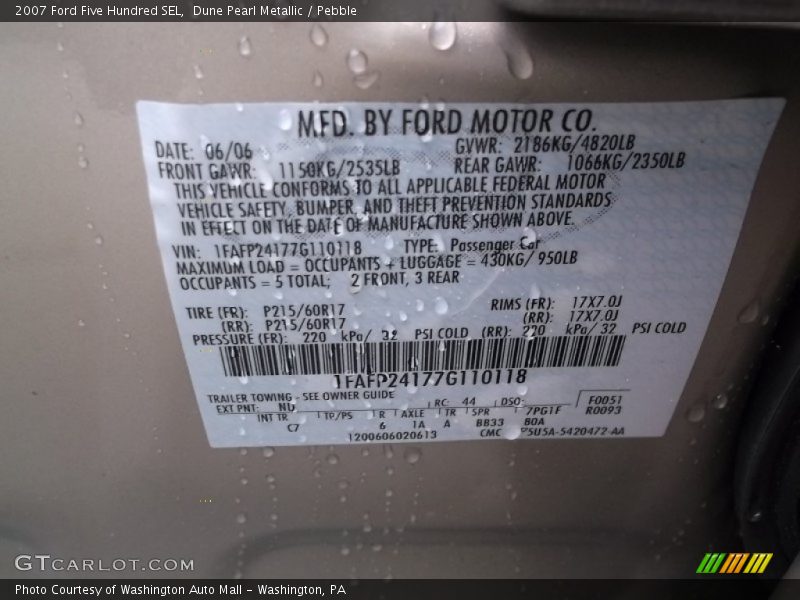 2007 Ford Five Hundred SEL, Dune Pearl Metallic / Pebble
MFD. BY FORD MOTOR CO.
DATE: 06/06 GVWR: 2186KG/4820LB
FRONT GAWR: 1150KG/2535LB REAR GAWR: 1066KG/2350LB
THIS VEHICLE CONFORMS TO ALL APPLICABLE FEDERAL MOTOR
VEHICLE SAFETY, BUMPER, AND THEFT PREVENTION STANDARDS
IN EFFECT ON THE DATE OF MANUFACTURE SHOWN ABOVE.
VIN: 1FAFP24177G110118 TYPE: Passenger Car
MAXIMUM LOAD = OCCUPANTS + LUGGAGE = 430KG/ 950LB
OCCUPANTS = 5 TOTAL; 2 FRONT, 3 REAR
TIRE (FR): P215/60R17 RIMS (FR): 17X7.0J
(RR): P215/60R17 (RR): 17X7.0J
PRESSURE (FR): 220 kPa/ 32 PSI COLD (RR): 220 kPa/ 32 PSI COLD
1FAFP24177G110118
TRAILER TOWING - SEE OWNER GUIDE
EXT PNT: NU RC: 44 DSO: F0051
INT TR TP/PS R AXLE TR SPR 7PG1F R0093
C7 6 1A A BB33 80A
1200606020613 CMC P5U5A-5420472-AA
GTCARLOT.COM
Photo Courtesy of Washington Auto Mall - Washington, PA